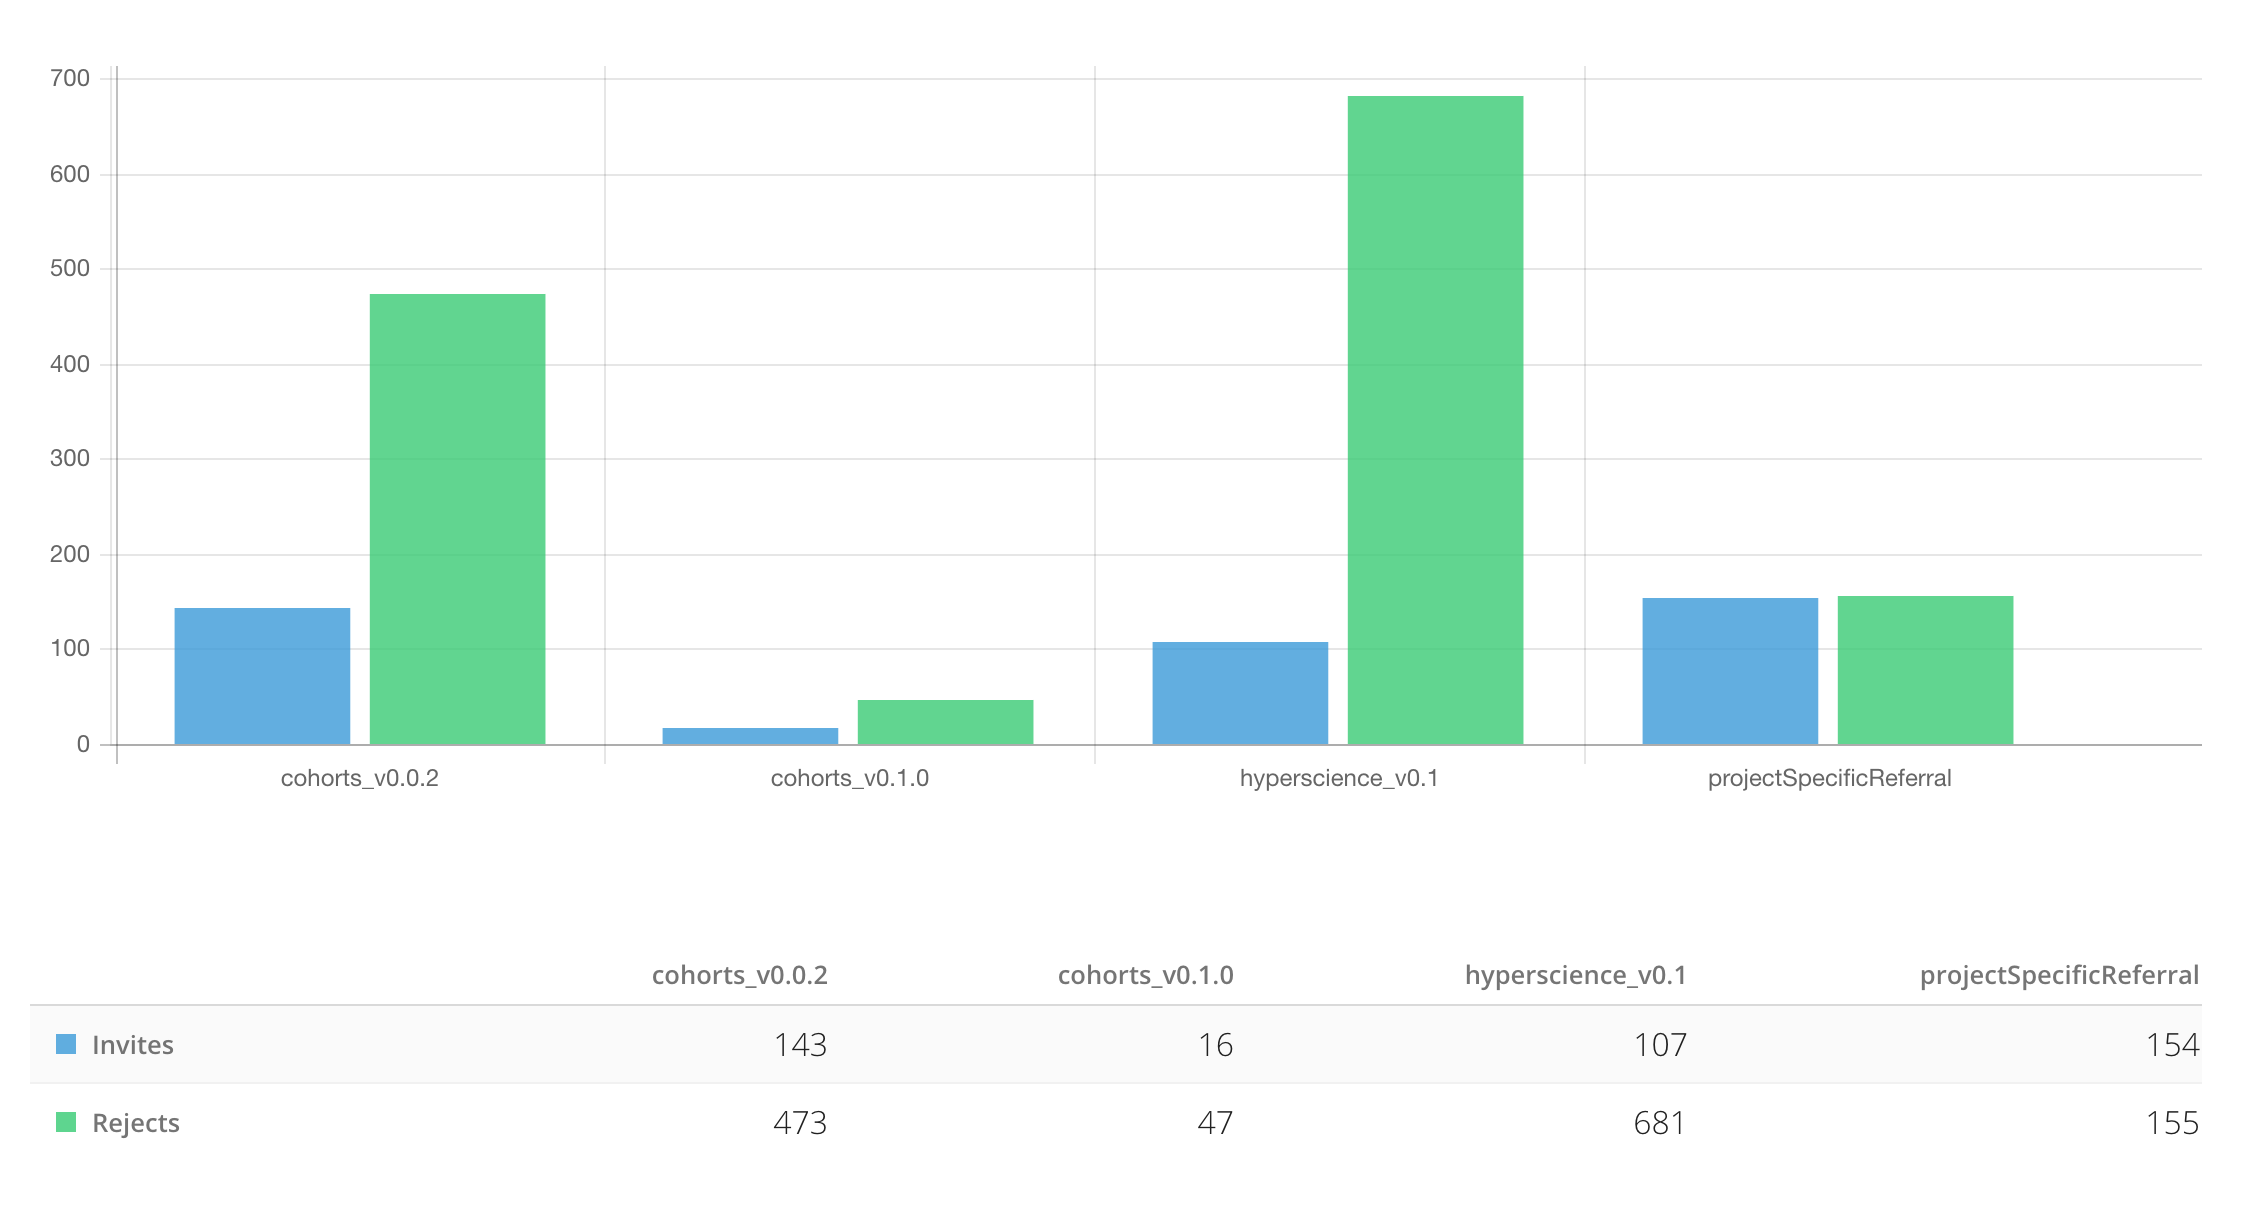 700
600
500
400
300
200
100
0
cohorts_v0.0.2 cohorts_v0.1.0 hyperscience_v0.1 projectSpecificReferral
cohorts_v0.0.2 cohorts_v0.1.0 hyperscience_v0.1 projectSpecificReferral
Invites 143 16 107 154
Rejects 473 47 681 155